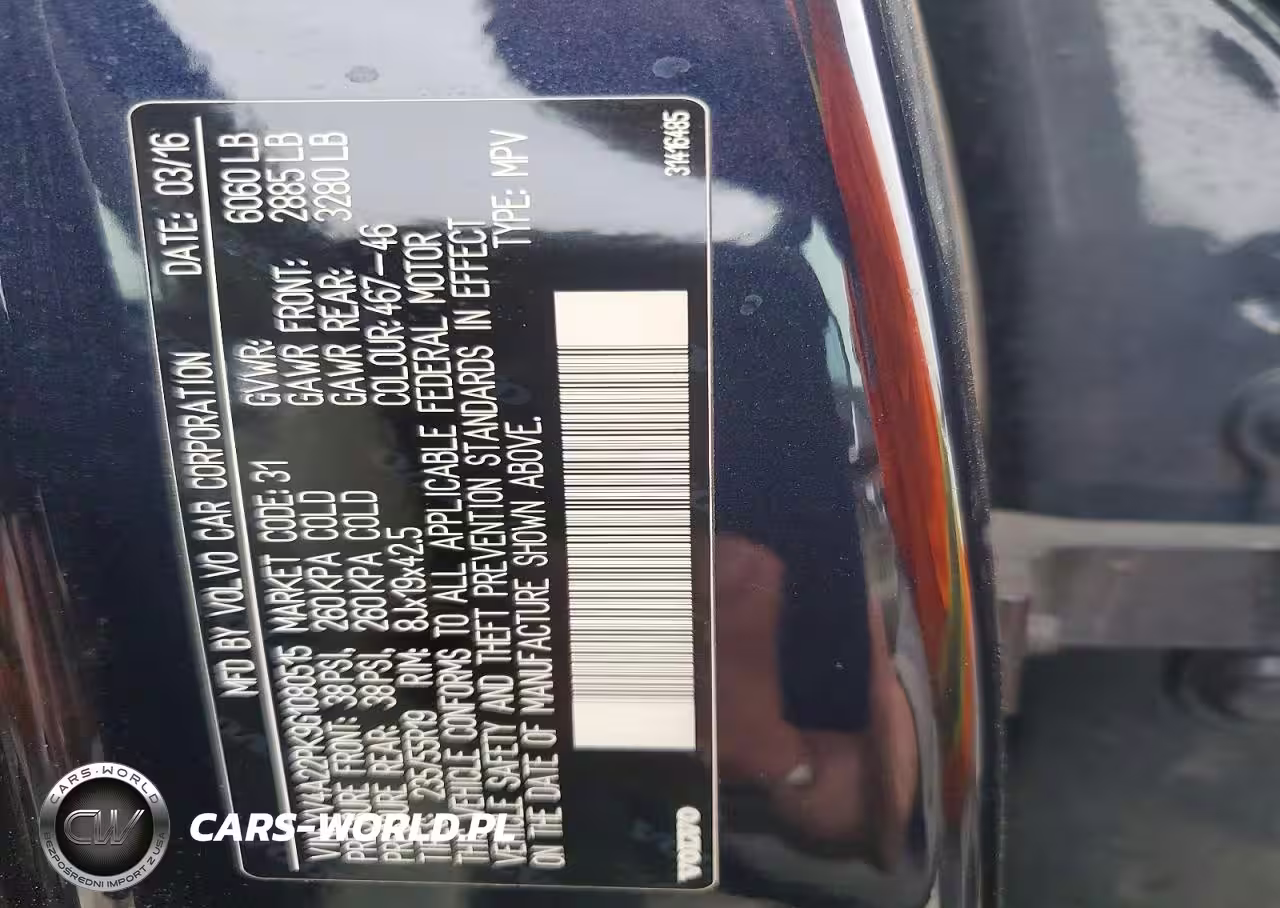 MFD BY VOLVO CAR CORPORATION DATE: 03/16
MARKET CODE: 31 GVWR: 6060 LB
PRESSURE FRONT: 38PSI, 260KPA COLD GAWR FRONT: 2885 LB
PRESSURE REAR: 38PSI, 260KPA COLD GAWR REAR: 3280 LB
235/55R19 RIM: 8Jx19x42.5 COLOUR: 467-46
THIS VEHICLE CONFORMS TO ALL APPLICABLE FEDERAL MOTOR
VEHICLE SAFETY AND THEFT PREVENTION STANDARDS IN EFFECT
ON THE DATE OF MANUFACTURE SHOWN ABOVE. TYPE: MPV
VOLVO 31416485
CARS-WORLD
CW
BEZPOŚREDNI IMPORT Z USA
CARS-WORLD.PL